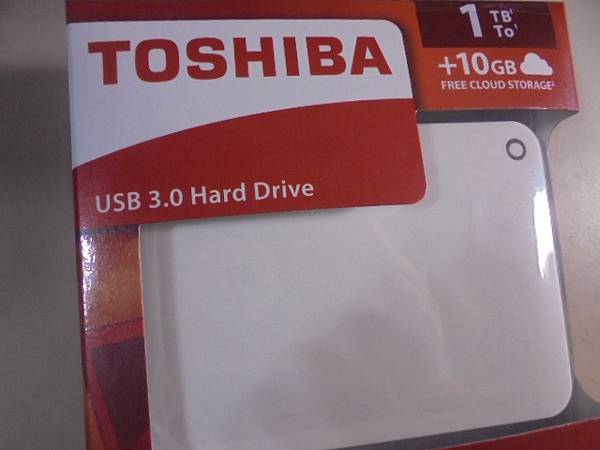 TOSHIBA
USB 3.0 Hard Drive
1 TB¹
To¹
+10GB
FREE CLOUD STORAGE²